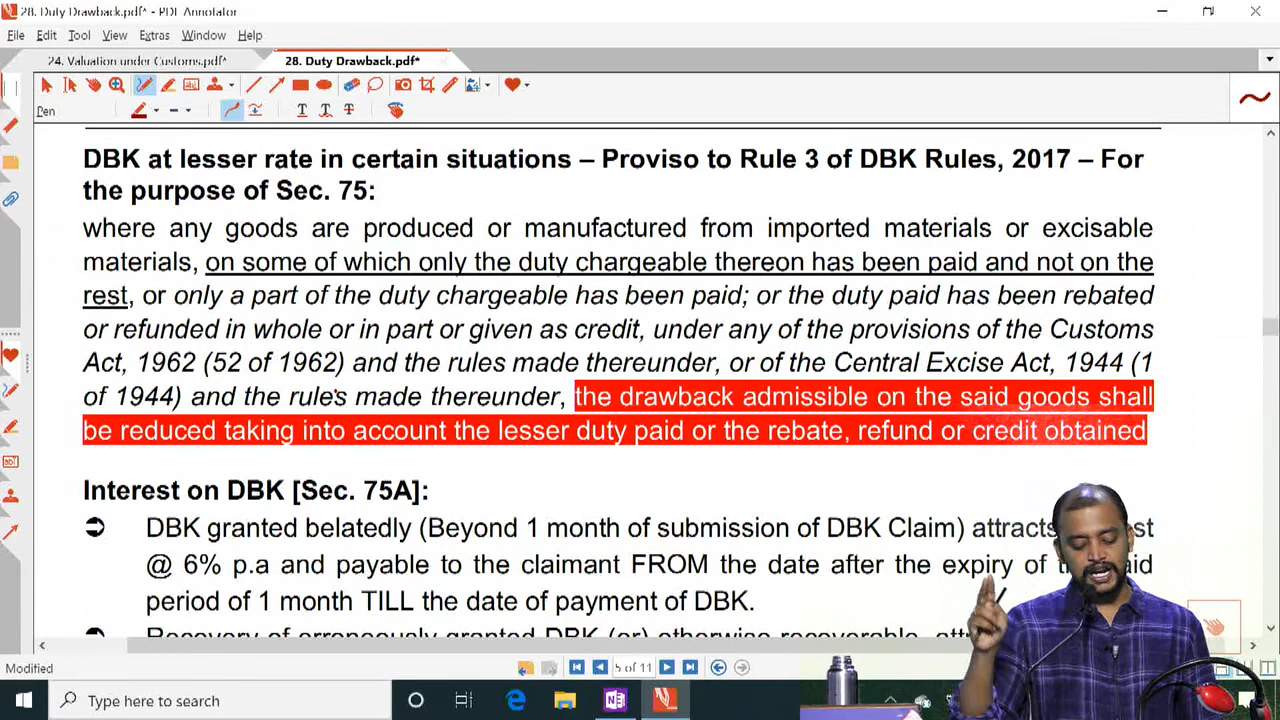 28. Duty Drawback.pdf* - PDF Annotator
File Edit Tool View Extras Window Help
24. Valuation under Customs.pdf* 28. Duty Drawback.pdf*
Pen
DBK at lesser rate in certain situations – Proviso to Rule 3 of DBK Rules, 2017 – For
the purpose of Sec. 75:
where any goods are produced or manufactured from imported materials or excisable
materials, on some of which only the duty chargeable thereon has been paid and not on the
rest, or only a part of the duty chargeable has been paid; or the duty paid has been rebated
or refunded in whole or in part or given as credit, under any of the provisions of the Customs
Act, 1962 (52 of 1962) and the rules made thereunder, or of the Central Excise Act, 1944 (1
of 1944) and the rules made thereunder, the drawback admissible on the said goods shall
be reduced taking into account the lesser duty paid or the rebate, refund or credit obtained
Interest on DBK [Sec. 75A]:
DBK granted belatedly (Beyond 1 month of submission of DBK Claim) attracts
@ 6% p.a and payable to the claimant FROM the date after the expiry of
period of 1 month TILL the date of payment of DBK.
Recovery of erroneously granted DBK (or) otherwise recoverable,
Modified 5 of 11
Type here to search